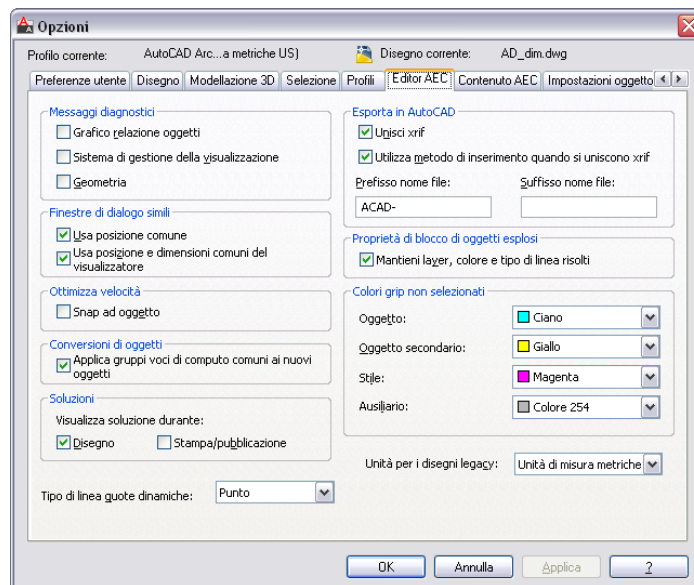 Opzioni
Profilo corrente: AutoCAD Arc...a metriche US) Disegno corrente: AD_dim.dwg
Preferenze utente Disegno Modellazione 3D Selezione Profili Editor AEC Contenuto AEC Impostazioni oggetto
Messaggi diagnostici
Grafico relazione oggetti
Sistema di gestione della visualizzazione
Geometria
Finestre di dialogo simili
Usa posizione comune
Usa posizione e dimensioni comuni del
visualizzatore
Ottimizza velocità
Snap ad oggetto
Conversioni di oggetti
Applica gruppi voci di computo comuni ai nuovi
oggetti
Soluzioni
Visualizza soluzione durante:
Disegno Stampa/pubblicazione
Tipo di linea quote dinamiche: Punto
Esporta in AutoCAD
Unisci xrif
Utilizza metodo di inserimento quando si uniscono xrif
Prefisso nome file: Suffisso nome file:
ACAD-
Proprietà di blocco di oggetti esplosi
Mantieni layer, colore e tipo di linea risolti
Colori grip non selezionati
Oggetto: Ciano
Oggetto secondario: Giallo
Stile: Magenta
Ausiliario: Colore 254
Unità per i disegni legacy: Unità di misura metriche
OK Annulla Applica ?